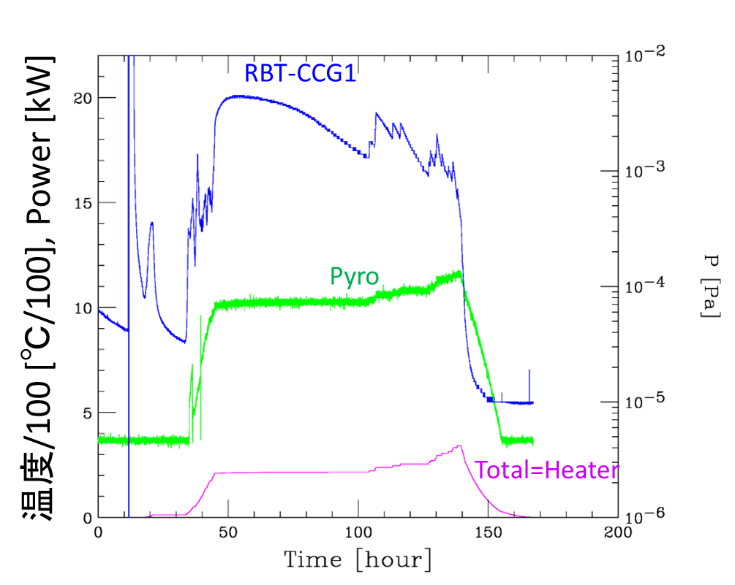 温度/100 [℃/100], Power [kW]
RBT-CCG1
Pyro
Total=Heater
20
15
10
5
0
10−2
10−3
10−4
10−5
10−6
P [Pa]
0 50 100 150 200
Time [hour]